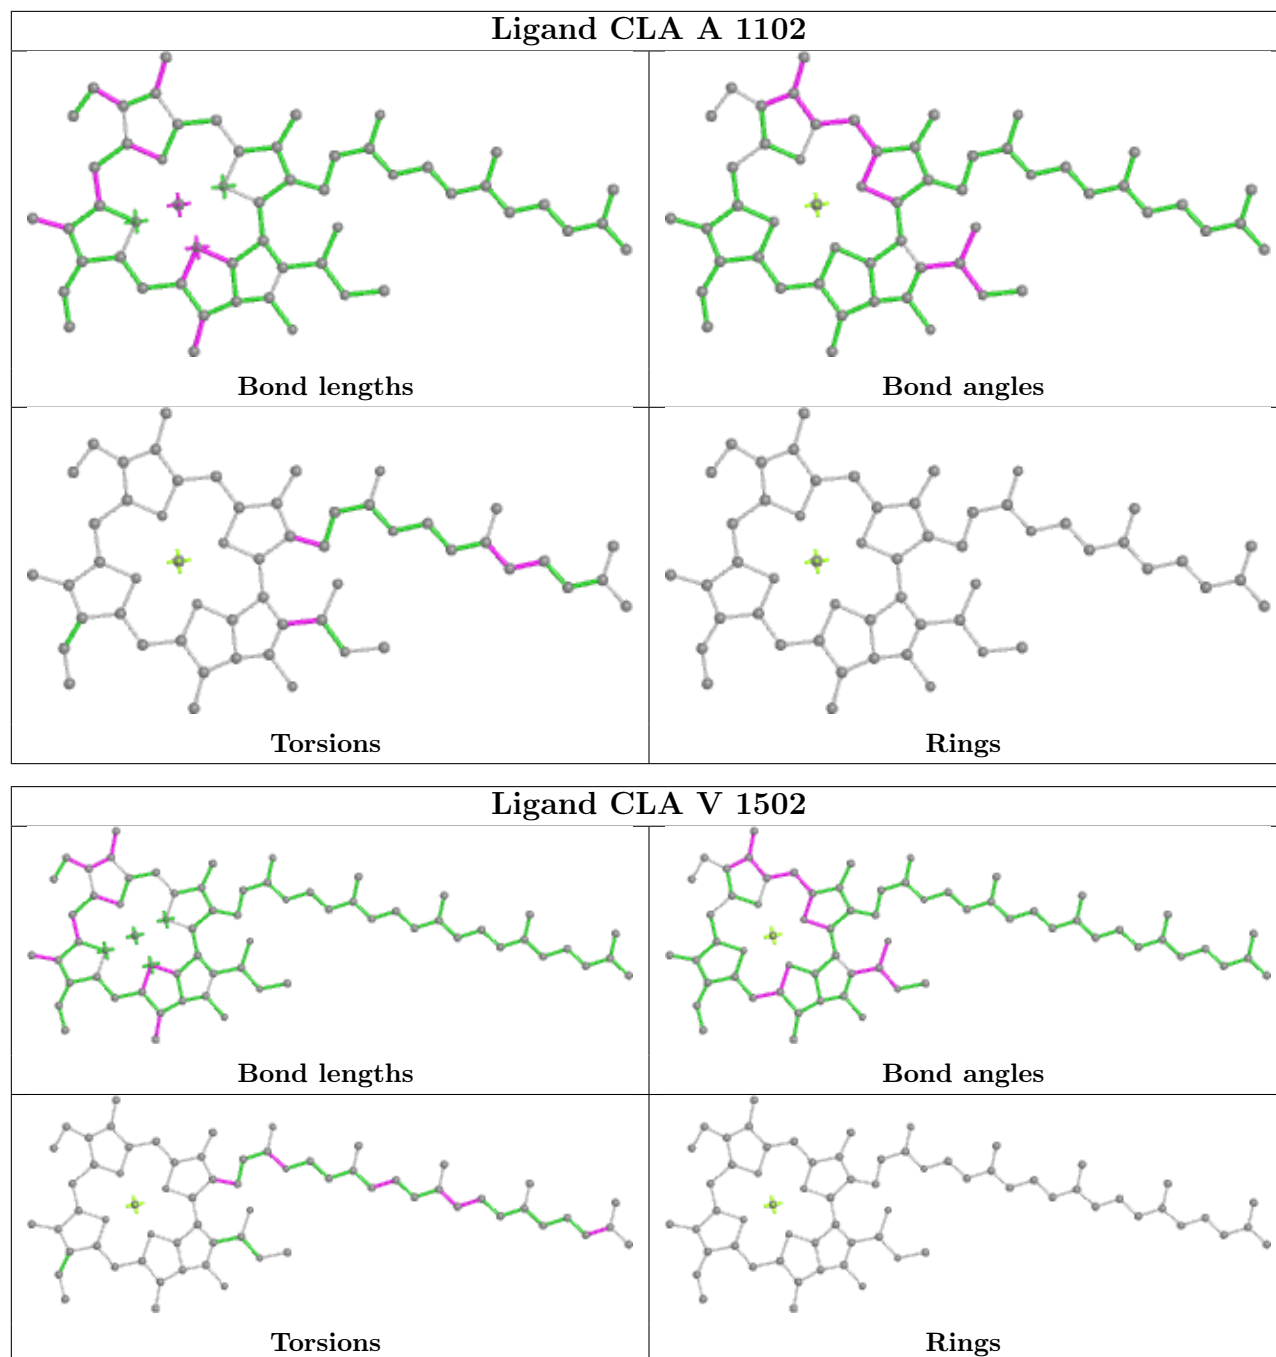 Ligand CLA A 1102
Bond lengths
Bond angles
Torsions
Rings
Ligand CLA V 1502
Bond lengths
Bond angles
Torsions
Rings